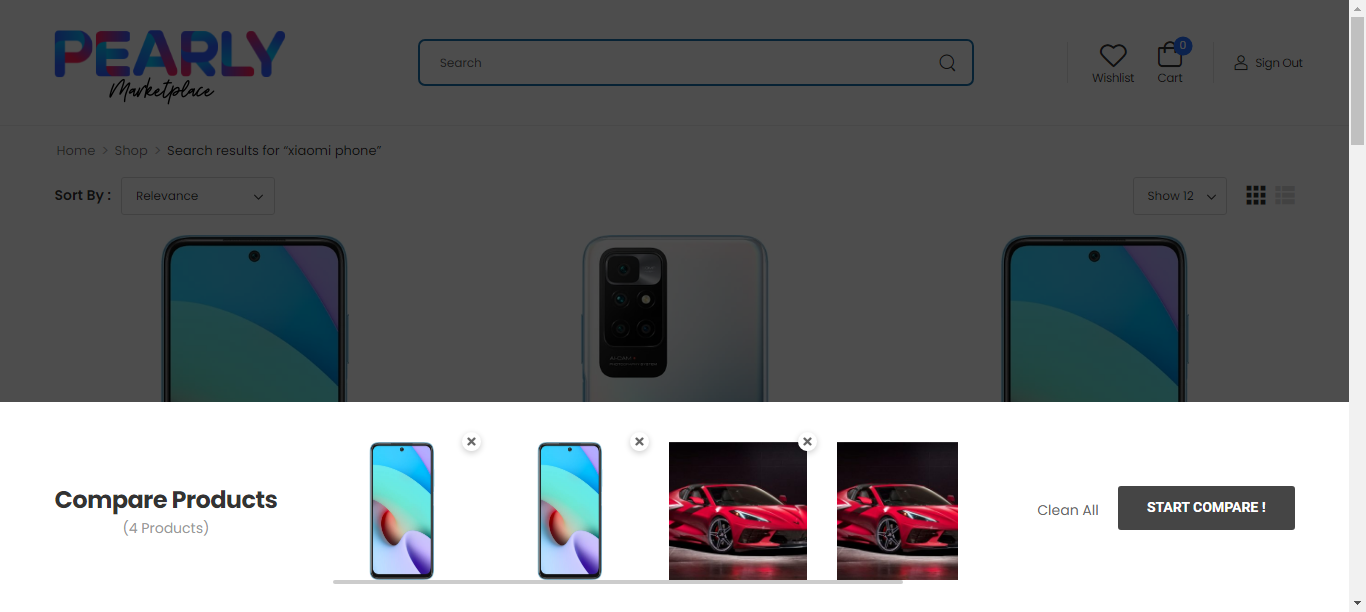 PEARLY
Marketplace
Search
Wishlist
0
Cart
Sign Out
Home > Shop > Search results for “xiaomi phone”
Sort By :
Relevance
Show 12
Compare Products
(4 Products)
Clean All
START COMPARE !